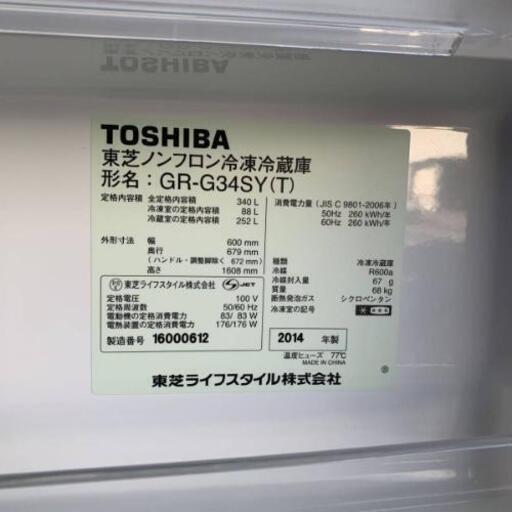 TOSHIBA
東芝ノンフロン冷凍冷蔵庫
形名：GR-G34SY(T)
定格内容積 全定格内容積 340 L
冷凍室の定格内容積 88 L
冷蔵室の定格内容積 252 L
消費電力量 (JIS C 9801-2006年)
50Hz 260 kWh/年
60Hz 260 kWh/年
外形寸法 幅 600 mm
奥行 679 mm
(ハンドル・調整脚除く 672 mm)
高さ 1608 mm
種類 冷凍冷蔵庫
冷媒 R600a
冷媒封入量 67 g
質量 68 kg
断熱発泡ガス シクロペンタン
冷凍室の記号
東芝ライフスタイル株式会社 JET
定格電圧 100 V
定格周波数 50/60 Hz
電動機の定格消費電力 83/ 83 W
電熱装置の定格消費電力 176/176 W
製造番号 16000612
2014 年製
温度ヒューズ 77℃
MADE IN CHINA
東芝ライフスタイル株式会社